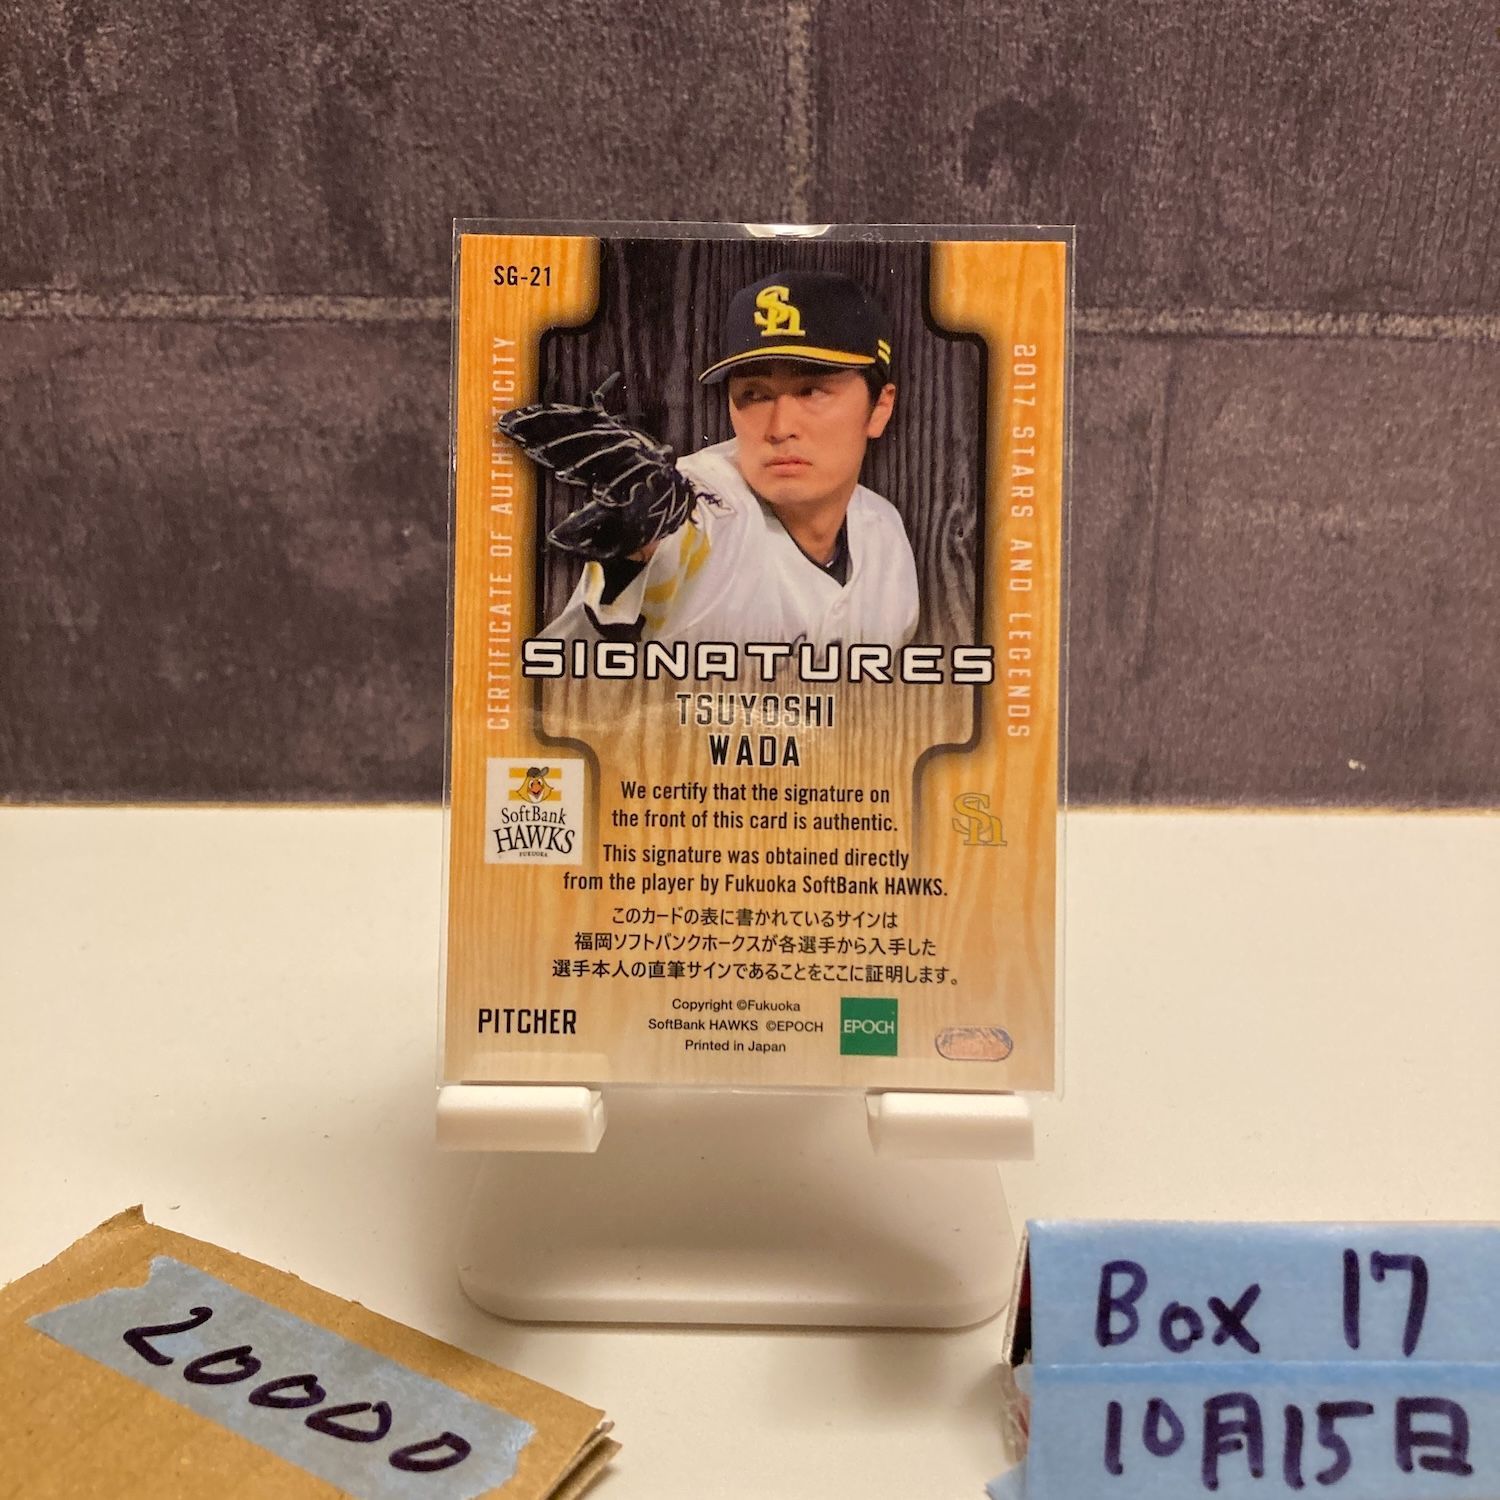 SG-21
Sh
CERTIFICATE OF AUTHENTICITY
2017 STARS AND LEGENDS
SIGNATURES
TSUYOSHI
WADA
SoftBank
HAWKS
FUKUOKA
Sh
We certify that the signature on
the front of this card is authentic.
This signature was obtained directly
from the player by Fukuoka SoftBank HAWKS.
このカードの表に書かれているサインは
福岡ソフトバンクホークスが各選手から入手した
選手本人の直筆サインであることをここに証明します。
PITCHER
Copyright ©Fukuoka
SoftBank HAWKS ©EPOCH
Printed in Japan
EPOCH
20000
Box 17
10月15日